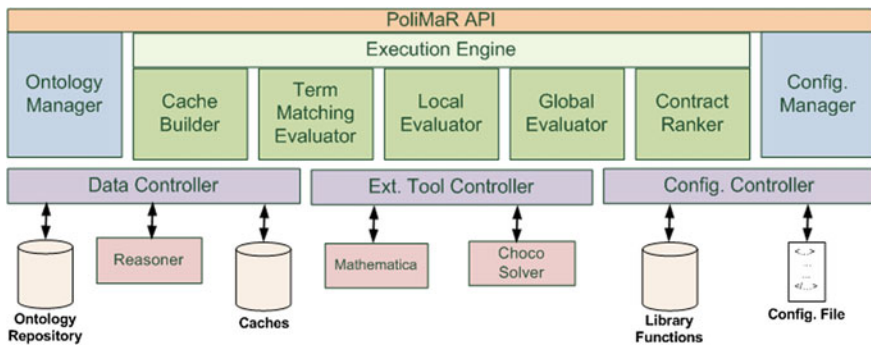 PoliMaR API
Execution Engine
Ontology
Manager
Cache
Builder
Term
Matching
Evaluator
Local
Evaluator
Global
Evaluator
Contract
Ranker
Config.
Manager
Data Controller
Ext. Tool Controller
Config. Controller
Reasoner
Mathematica
Choco
Solver
<...>
...
...
</...>
Ontology
Repository
Caches
Library
Functions
Config. File